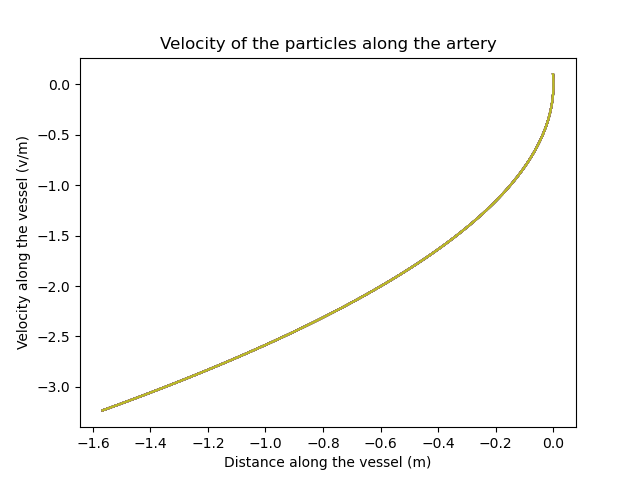 Velocity of the particles along the artery
Velocity along the vessel (v/m)
0.0
−0.5
−1.0
−1.5
−2.0
−2.5
−3.0
−1.6 −1.4 −1.2 −1.0 −0.8 −0.6 −0.4 −0.2 0.0
Distance along the vessel (m)